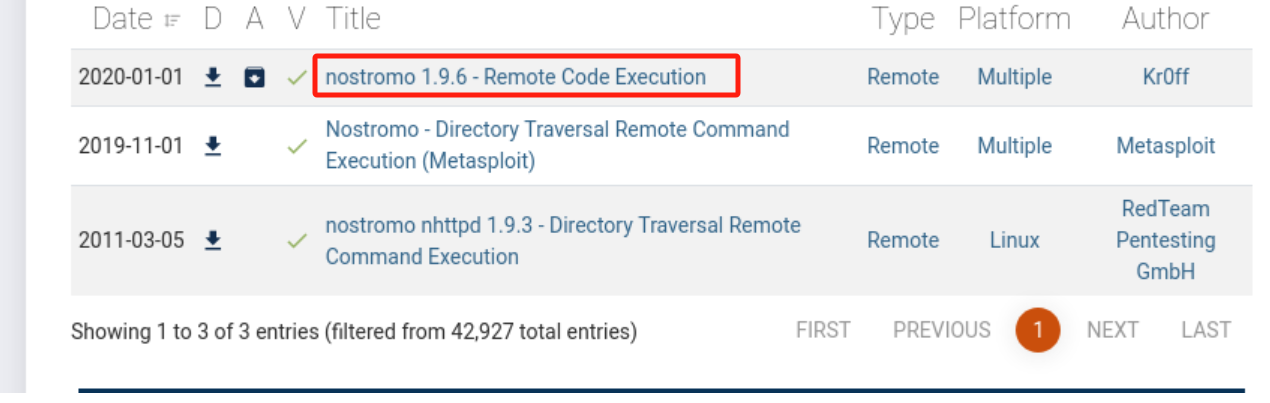 Date D A V Title Type Platform Author
2020-01-01 nostromo 1.9.6 - Remote Code Execution Remote Multiple Kr0ff
Nostromo - Directory Traversal Remote Command
2019-11-01 Remote Multiple Metasploit
Execution (Metasploit)
RedTeam
nostromo nhttpd 1.9.3 - Directory Traversal Remote
2011-03-05 Remote Linux Pentesting
Command Execution
GmbH
Showing 1 to 3 of 3 entries (filtered from 42,927 total entries) FIRST PREVIOUS 1 NEXT LAST